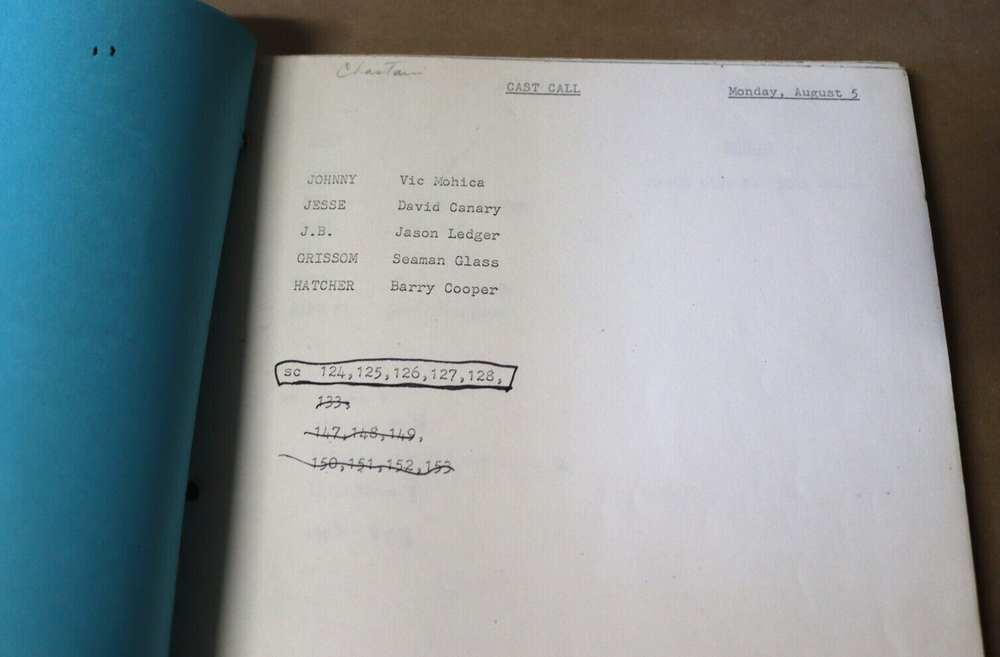 CAST CALL
Monday, August 5
JOHNNY Vic Mohica
JESSE David Canary
J.B. Jason Ledger
GRISSOM Seaman Glass
HATCHER Barry Cooper
sc 124,125,126,127,128,
133,
147,148,149,
150,151,152,153